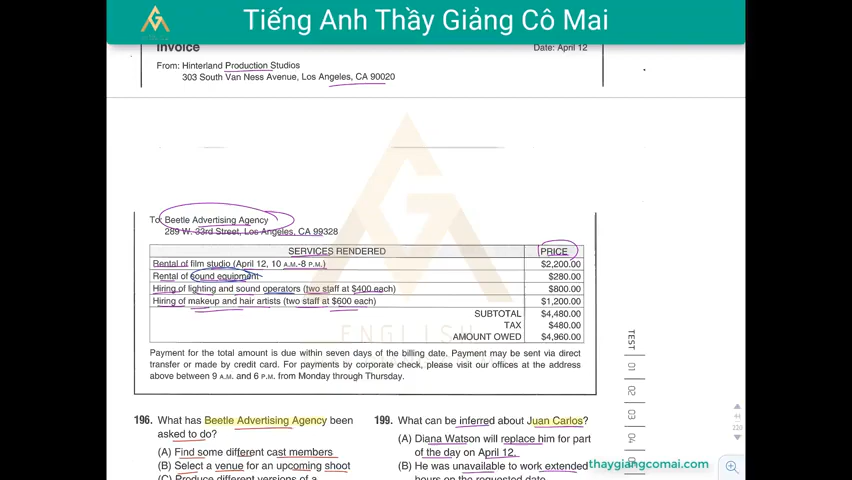 Tiếng Anh Thầy Giảng Cô Mai
Invoice
Date: April 12
From: Hinterland Production Studios
303 South Van Ness Avenue, Los Angeles, CA 90020
To: Beetle Advertising Agency
289 W. 33rd Street, Los Angeles, CA 99328
SERVICES RENDERED PRICE
Rental of film studio (April 12, 10 A.M.-8 P.M.) $2,200.00
Rental of sound equipment $280.00
Hiring of lighting and sound operators (two staff at $400 each) $800.00
Hiring of makeup and hair artists (two staff at $600 each) $1,200.00
SUBTOTAL $4,480.00
TAX $480.00
AMOUNT OWED $4,960.00
ENGLISH
Payment for the total amount is due within seven days of the billing date. Payment may be sent via direct
transfer or made by credit card. For payments by corporate check, please visit our offices at the address
above between 9 A.M. and 6 P.M. from Monday through Thursday.
TEST
01
02
03
04
196. What has Beetle Advertising Agency been
asked to do?
(A) Find some different cast members
(B) Select a venue for an upcoming shoot
(C) Produce different versions of a
199. What can be inferred about Juan Carlos?
(A) Diana Watson will replace him for part
of the day on April 12.
(B) He was unavailable to work extended
hours on the requested date.
thaygiangcomai.com